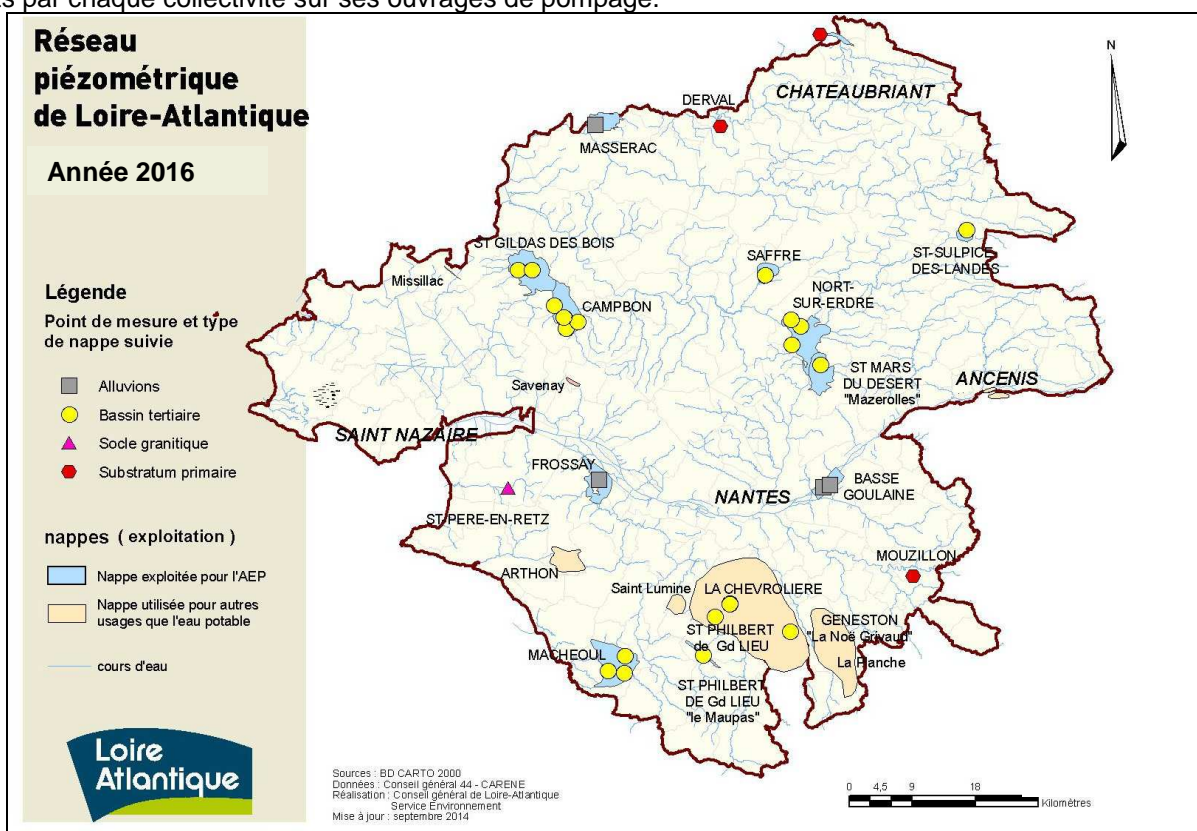 s par chaque collectivité sur ses ouvrages de pompage.
Réseau
piézométrique
de Loire-Atlantique
Année 2016
N
CHATEAUBRIANT
DERVAL
MASSERAC
ST GILDAS DES BOIS
SAFFRE
ST-SULPICE
DES-LANDES
Missillac
NORT-
SUR-ERDRE
CAMPBON
Légende
Point de mesure et type
de nappe suivie
Alluvions
Bassin tertiaire
Socle granitique
Substratum primaire
ST MARS
DU DESERT
"Mazerolles"
ANCENIS
Savenay
SAINT NAZAIRE
FROSSAY
NANTES
BASSE
GOULAINE
ST-PERE-EN-RETZ
nappes ( exploitation )
Nappe exploitée pour l'AEP
Nappe utilisée pour autres
usages que l'eau potable
cours d'eau
MOUZILLON
ARTHON
Saint Lumine
LA CHEVROLIERE
ST PHILBERT
de Gd LIEU
GENESTON
"La Noë Grivaud"
La Planche
MACHEOUL
ST PHILBERT
DE Gd LIEU
"le Maupas"
Loire
Atlantique
Sources : BD CARTO 2000
Données : Conseil général 44 - CARENE
Réalisation : Conseil général de Loire-Atlantique
Service Environnement
Mise à jour : septembre 2014
0 4,5 9 18
Kilomètres